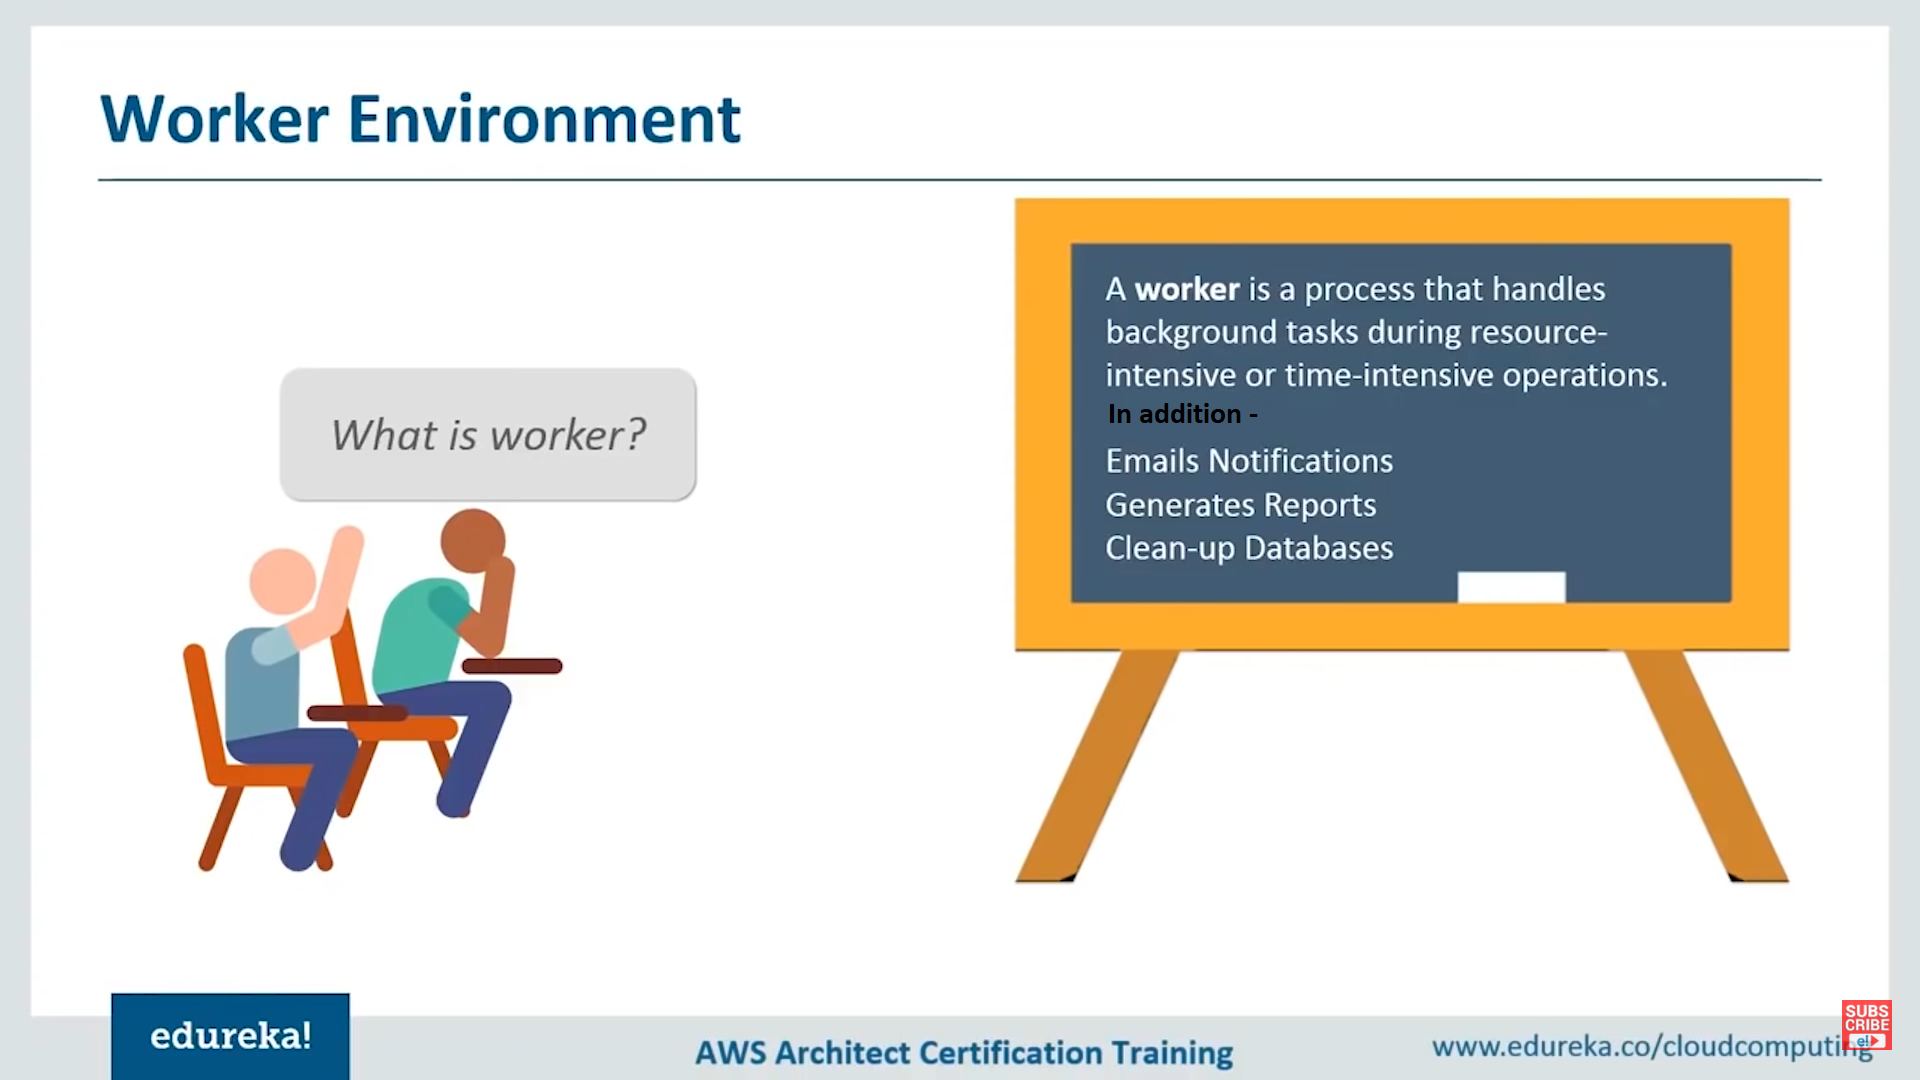 Worker Environment
What is worker?
A worker is a process that handles
background tasks during resource-
intensive or time-intensive operations.
In addition -
Emails Notifications
Generates Reports
Clean-up Databases
edureka!
AWS Architect Certification Training
www.edureka.co/cloudcomputing
SUBS
CRIBE
e!